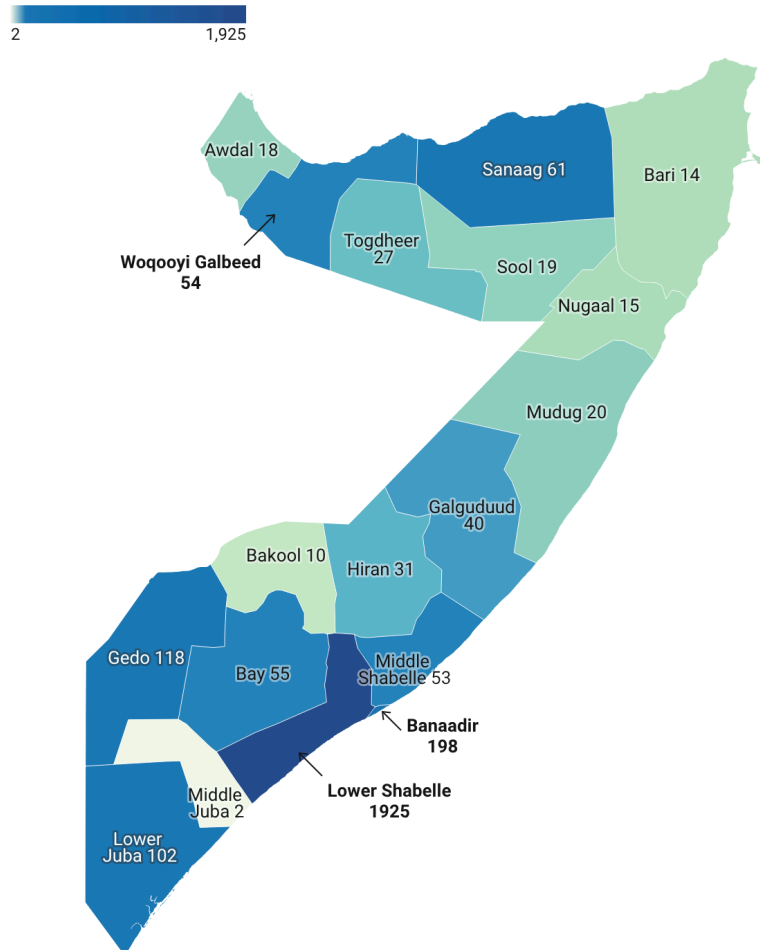 2
1,925
Awdal 18
Sanaag 61
Bari 14
Togdheer
27
Woqooyi Galbeed
54
Sool 19
Nugaal 15
Mudug 20
Galguduud
40
Bakool 10
Hiran 31
Gedo 118
Bay 55
Middle
Shabelle 53
Banaadir
198
Lower Shabelle
1925
Middle
Juba 2
Lower
Juba 102